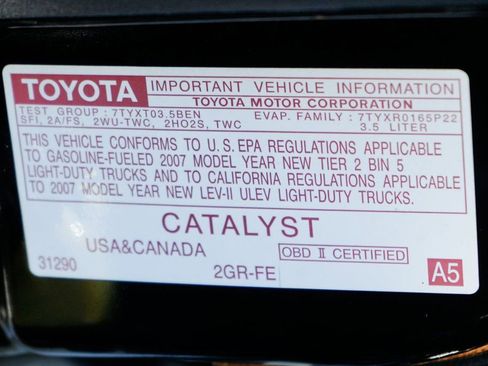 TOYOTA IMPORTANT VEHICLE INFORMATION
TOYOTA MOTOR CORPORATION
TEST GROUP : 7TYXT03.5BEN EVAP. FAMILY : 7TYXR0165P22
SFI, 2A/FS, 2WU-TWC, 2HO2S, TWC 3.5 LITER
THIS VEHICLE CONFORMS TO U.S. EPA REGULATIONS APPLICABLE
TO GASOLINE-FUELED 2007 MODEL YEAR NEW TIER 2 BIN 5
LIGHT-DUTY TRUCKS AND TO CALIFORNIA REGULATIONS APPLICABLE
TO 2007 MODEL YEAR NEW LEV-II ULEV LIGHT-DUTY TRUCKS.
CATALYST
USA&CANADA OBD II CERTIFIED
31290 2GR-FE A5